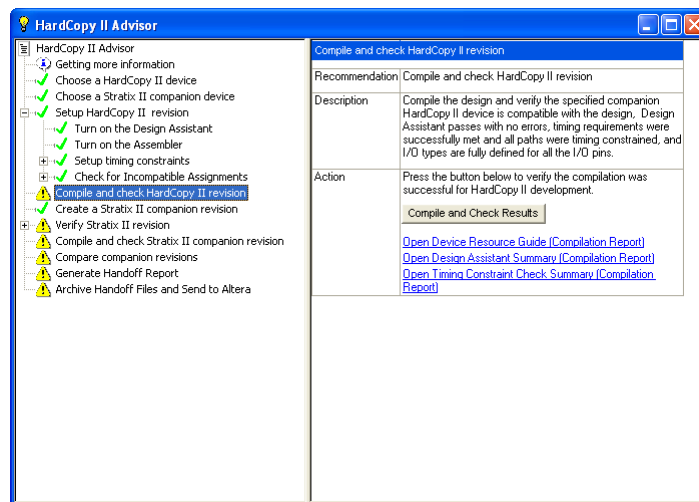 HardCopy II Advisor
HardCopy II Advisor
Getting more information
Choose a HardCopy II device
Choose a Stratix II companion device
Setup HardCopy II revision
Turn on the Design Assistant
Turn on the Assembler
Setup timing constraints
Check for Incompatible Assignments
Compile and check HardCopy II revision
Create a Stratix II companion revision
Verify Stratix II revision
Compile and check Stratix II companion revision
Compare companion revisions
Generate Handoff Report
Archive Handoff Files and Send to Altera
Compile and check HardCopy II revision
Recommendation Compile and check HardCopy II revision
Description Compile the design and verify the specified companion
HardCopy II device is compatible with the design, Design
Assistant passes with no errors, timing requirements were
successfully met and all paths were timing constrained, and
I/O types are fully defined for all the I/O pins.
Action Press the button below to verify the compilation was
successful for HardCopy II development.
Compile and Check Results
Open Device Resource Guide (Compilation Report)
Open Design Assistant Summary (Compilation Report)
Open Timing Constraint Check Summary (Compilation
Report)